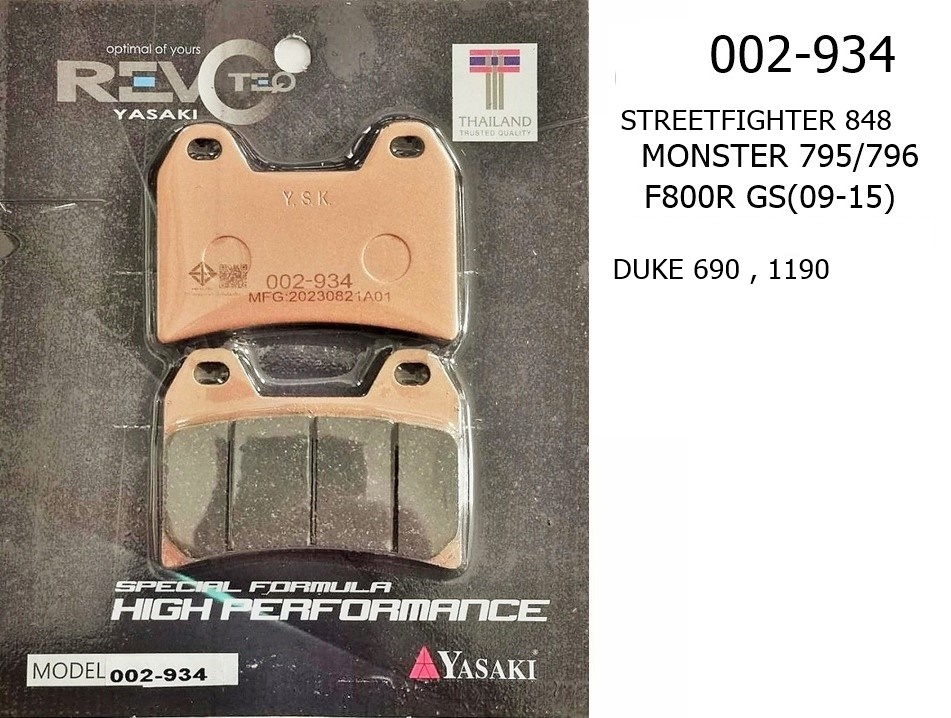 optimal of yours
REVO TEQ
YASAKI
THAILAND
TRUSTED QUALITY
Y.S.K.
002-934
MFG:20230821A01
SPECIAL FORMULA
HIGH PERFORMANCE
MODEL 002-934
YASAKI
002-934
STREETFIGHTER 848
MONSTER 795/796
F800R GS(09-15)
DUKE 690 , 1190